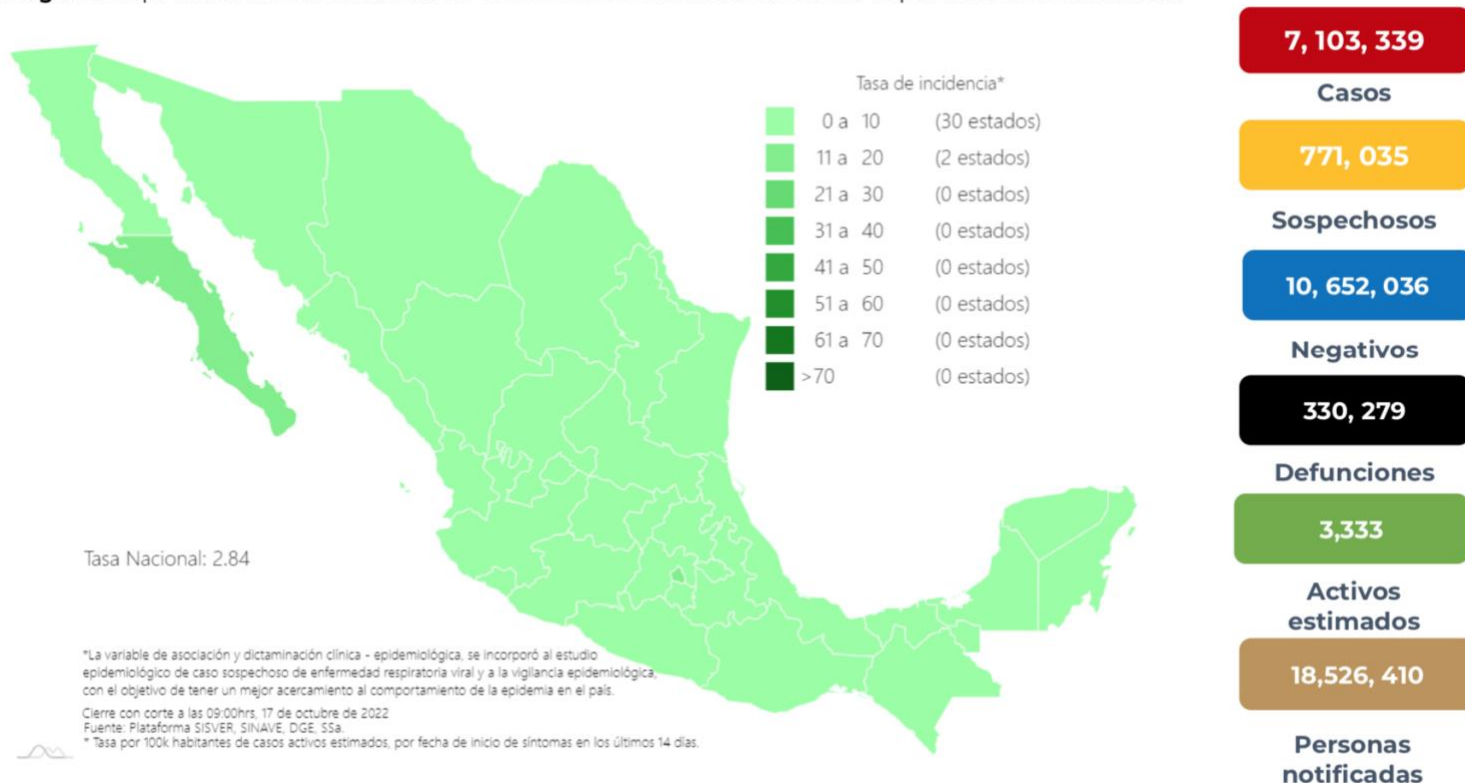 Tasa de incidencia*
0 a 10 (30 estados)
11 a 20 (2 estados)
21 a 30 (0 estados)
31 a 40 (0 estados)
41 a 50 (0 estados)
51 a 60 (0 estados)
61 a 70 (0 estados)
>70 (0 estados)
Tasa Nacional: 2.84
*La variable de asociación y dictaminación clínica - epidemiológica, se incorporó al estudio
epidemiológico de caso sospechoso de enfermedad respiratoria viral y a la vigilancia epidemiológica,
con el objetivo de tener un mejor acercamiento al comportamiento de la epidemia en el país.
Cierre con corte a las 09:00hrs, 17 de octubre de 2022
Fuente: Plataforma SISVER, SINAVE, DGE, SSa.
* Tasa por 100k habitantes de casos activos estimados, por fecha de inicio de síntomas en los últimos 14 días.
7, 103, 339
Casos
771, 035
Sospechosos
10, 652, 036
Negativos
330, 279
Defunciones
3,333
Activos
estimados
18,526, 410
Personas
notificadas